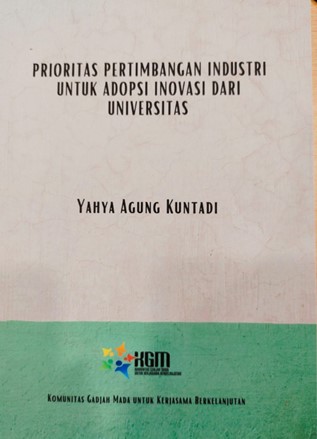 PRIORITAS PERTIMBANGAN INDUSTRI
UNTUK ADOPSI INOVASI DARI
UNIVERSITAS
YAHYA AGUNG KUNTADI
KGM
KOMUNITAS GADJAH MADA UNTUK KERJASAMA BERKELANJUTAN